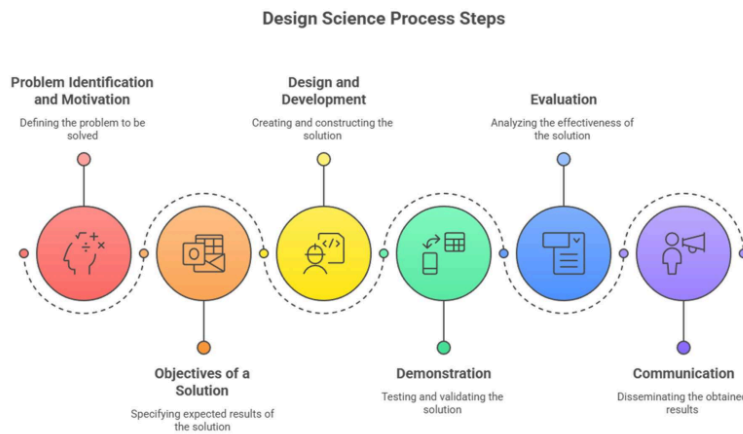 Design Science Process Steps
Problem Identification
and Motivation
Defining the problem to be
solved
Design and
Development
Creating and constructing the
solution
Evaluation
Analyzing the effectiveness of
the solution
Objectives of a
Solution
Specifying expected results of
the solution
Demonstration
Testing and validating the
solution
Communication
Disseminating the obtained
results